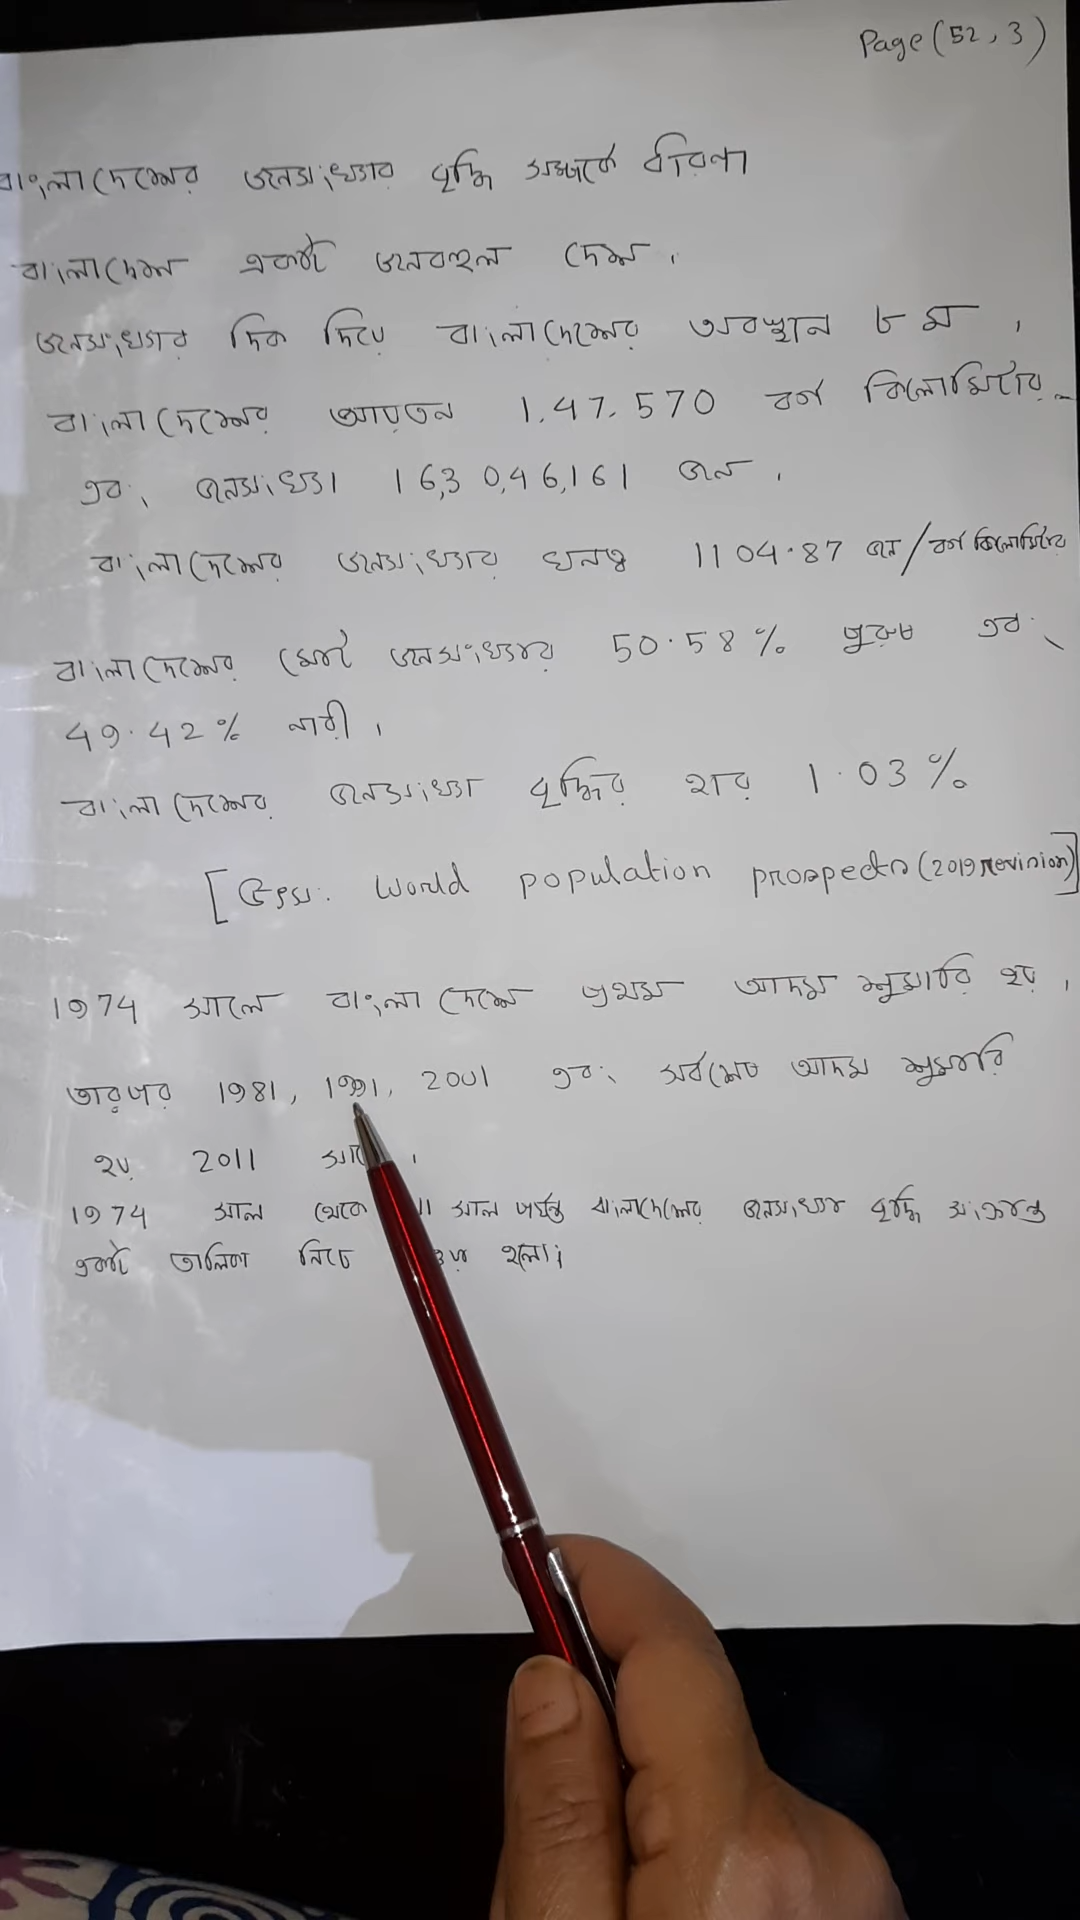 Page (52, 3)
বাংলাদেশের জনসংখ্যার বৃদ্ধি সম্পর্কে ধারণা
বাংলাদেশ একটি জনবহুল দেশ ।
জনসংখ্যার দিক দিয়ে বাংলাদেশের অবস্থান ৮ ম ।
বাংলাদেশের আয়তন 1,47,570 বর্গ কিলোমিটার
এবং জনসংখ্যা 16,30,46,161 জন ।
বাংলাদেশের জনসংখ্যার ঘনত্ব 1104.87 জন/বর্গ কিলোমিটার
বাংলাদেশের মোট জনসংখ্যার 50.58% পুরুষ এবং
49.42% নারী ।
বাংলাদেশের জনসংখ্যা বৃদ্ধির হার 1.03%
[উৎস: World population prospects (2019 revision)]
1974 সালে বাংলাদেশে প্রথম আদম শুমারি হয় ।
তারপর 1981, 1991, 2001 এবং সর্বশেষ আদম শুমারি
হয় 2011 ।
1974 সাল থেকে সাল পর্যন্ত বাংলাদেশের জনসংখ্যার বৃদ্ধি সংক্রান্ত
একটি তালিকা নিচে হলো: